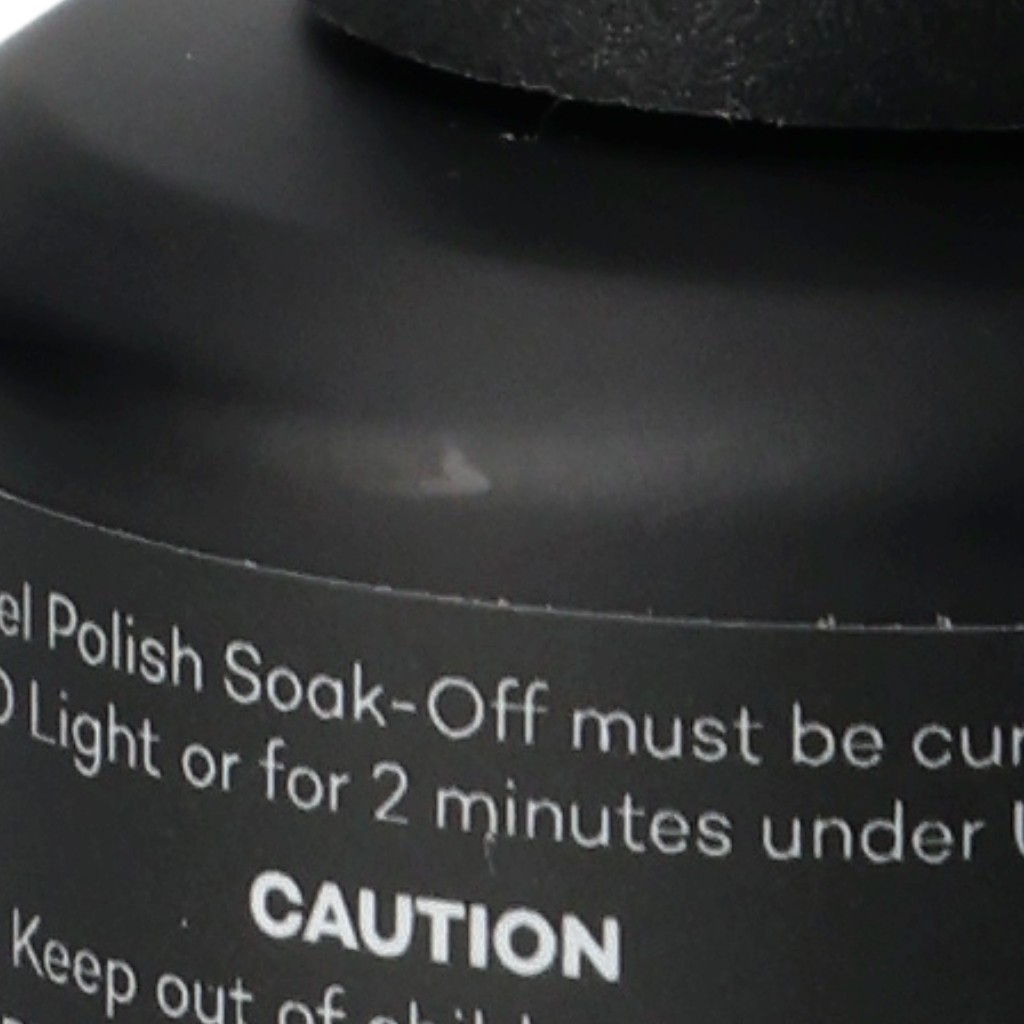 el Polish Soak-Off must be cur
Light or for 2 minutes under
CAUTION
Keep out of